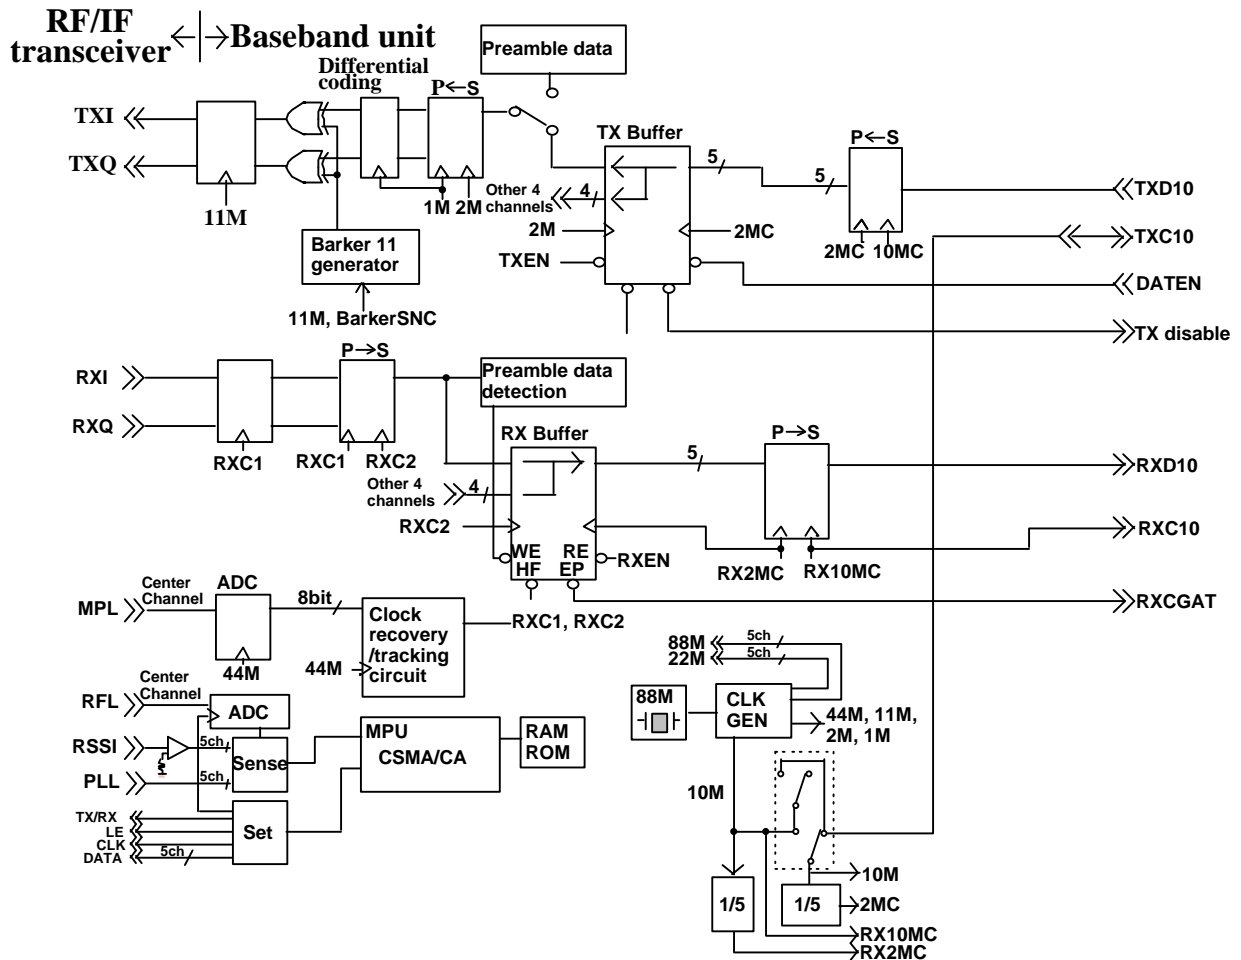 RF/IF
transceiver
Baseband unit
Differential
coding
P←S
Preamble data
TXI
TXQ
11M
1M 2M
Other 4
channels
4
TX Buffer
5
5
P←S
TXD10
2M
2MC
2MC 10MC
TXC10
TXEN
DATEN
Barker 11
generator
11M, BarkerSNC
TX disable
P→S
RXI
RXQ
RXC1
RXC1
RXC2
Preamble data
detection
RX Buffer
5
P→S
RXD10
Other 4
channels
4
RXC2
WE
RE
HF
EP
RXEN
RX2MC
RX10MC
RXC10
RXC1, RXC2
RXCGAT
MPL
Center
Channel
ADC
8bit
44M
Clock
recovery
/tracking
circuit
44M
88M
5ch
22M
5ch
88M
CLK
GEN
44M, 11M,
2M, 1M
RFL
Center
Channel
ADC
RSSI
5ch
Sense
PLL
5ch
MPU
CSMA/CA
RAM
ROM
TX/RX
LE
CLK
DATA
5ch
Set
10M
1/5
1/5
10M
2MC
RX10MC
RX2MC